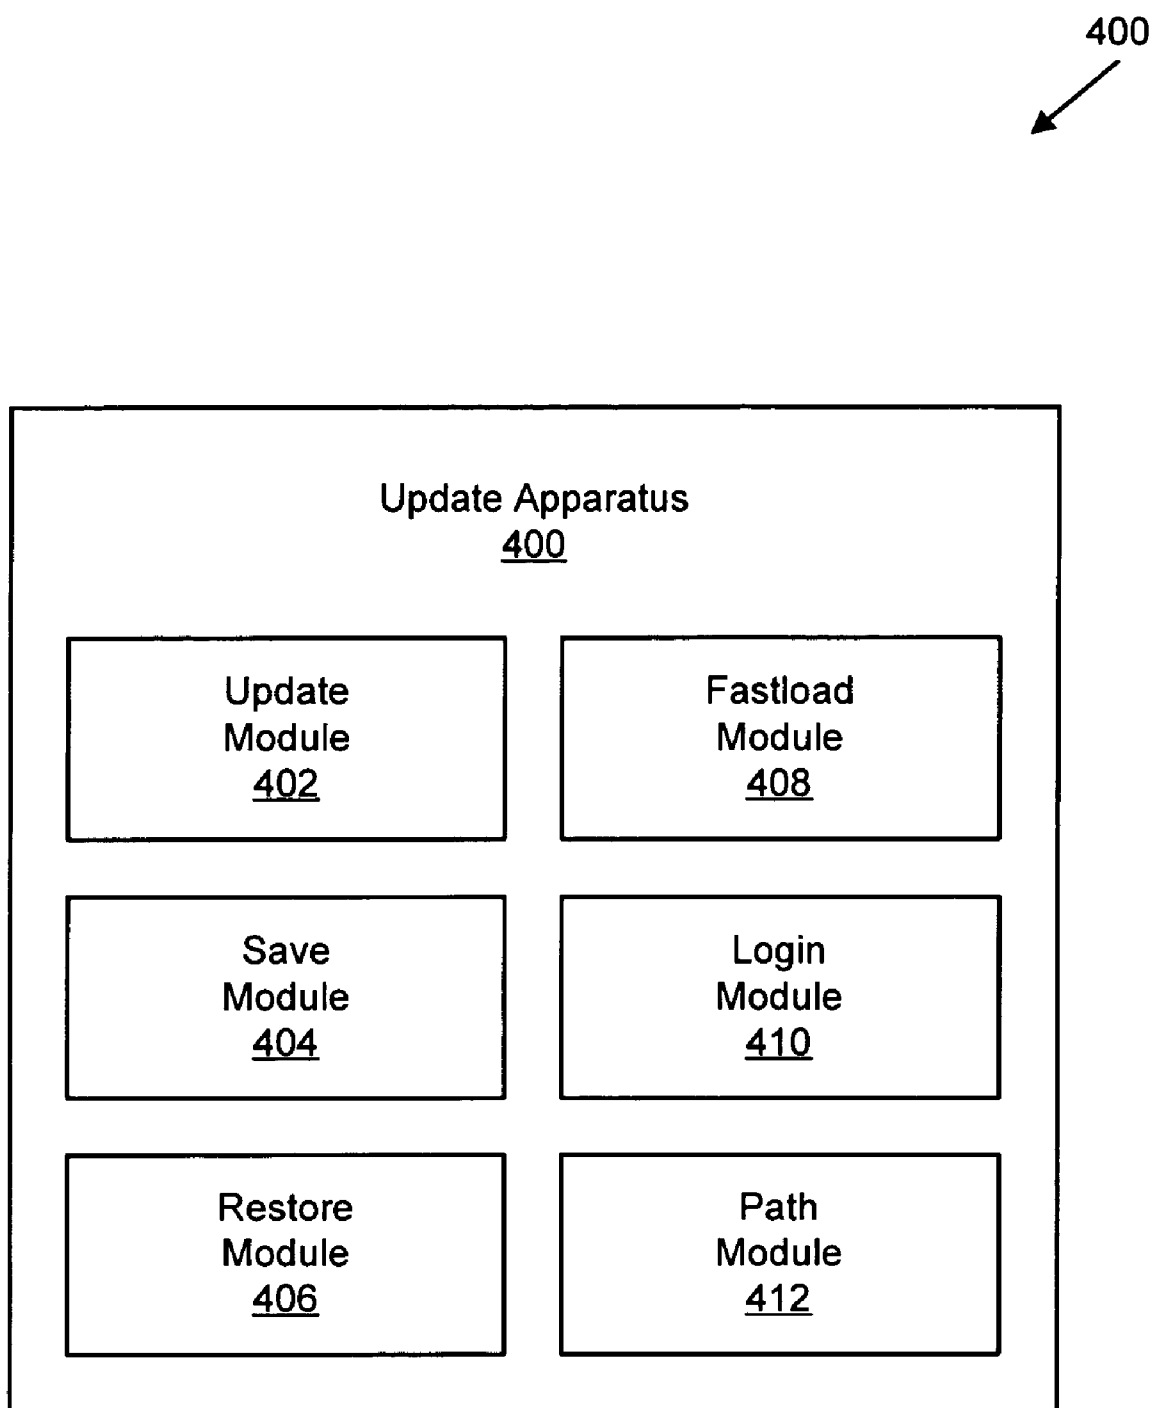 400
Update Apparatus
400
Update
Module
402
Fastload
Module
408
Save
Module
404
Login
Module
410
Restore
Module
406
Path
Module
412